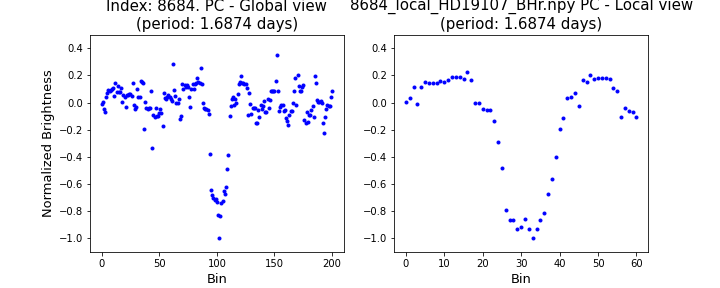 Index: 8684. PC - Global view
(period: 1.6874 days)
8684_local_HD19107_BHr.npy PC - Local view
(period: 1.6874 days)
Normalized Brightness
0.4
0.2
0.0
−0.2
−0.4
−0.6
−0.8
−1.0
0 50 100 150 200
Bin
0.4
0.2
0.0
−0.2
−0.4
−0.6
−0.8
−1.0
0 10 20 30 40 50 60
Bin